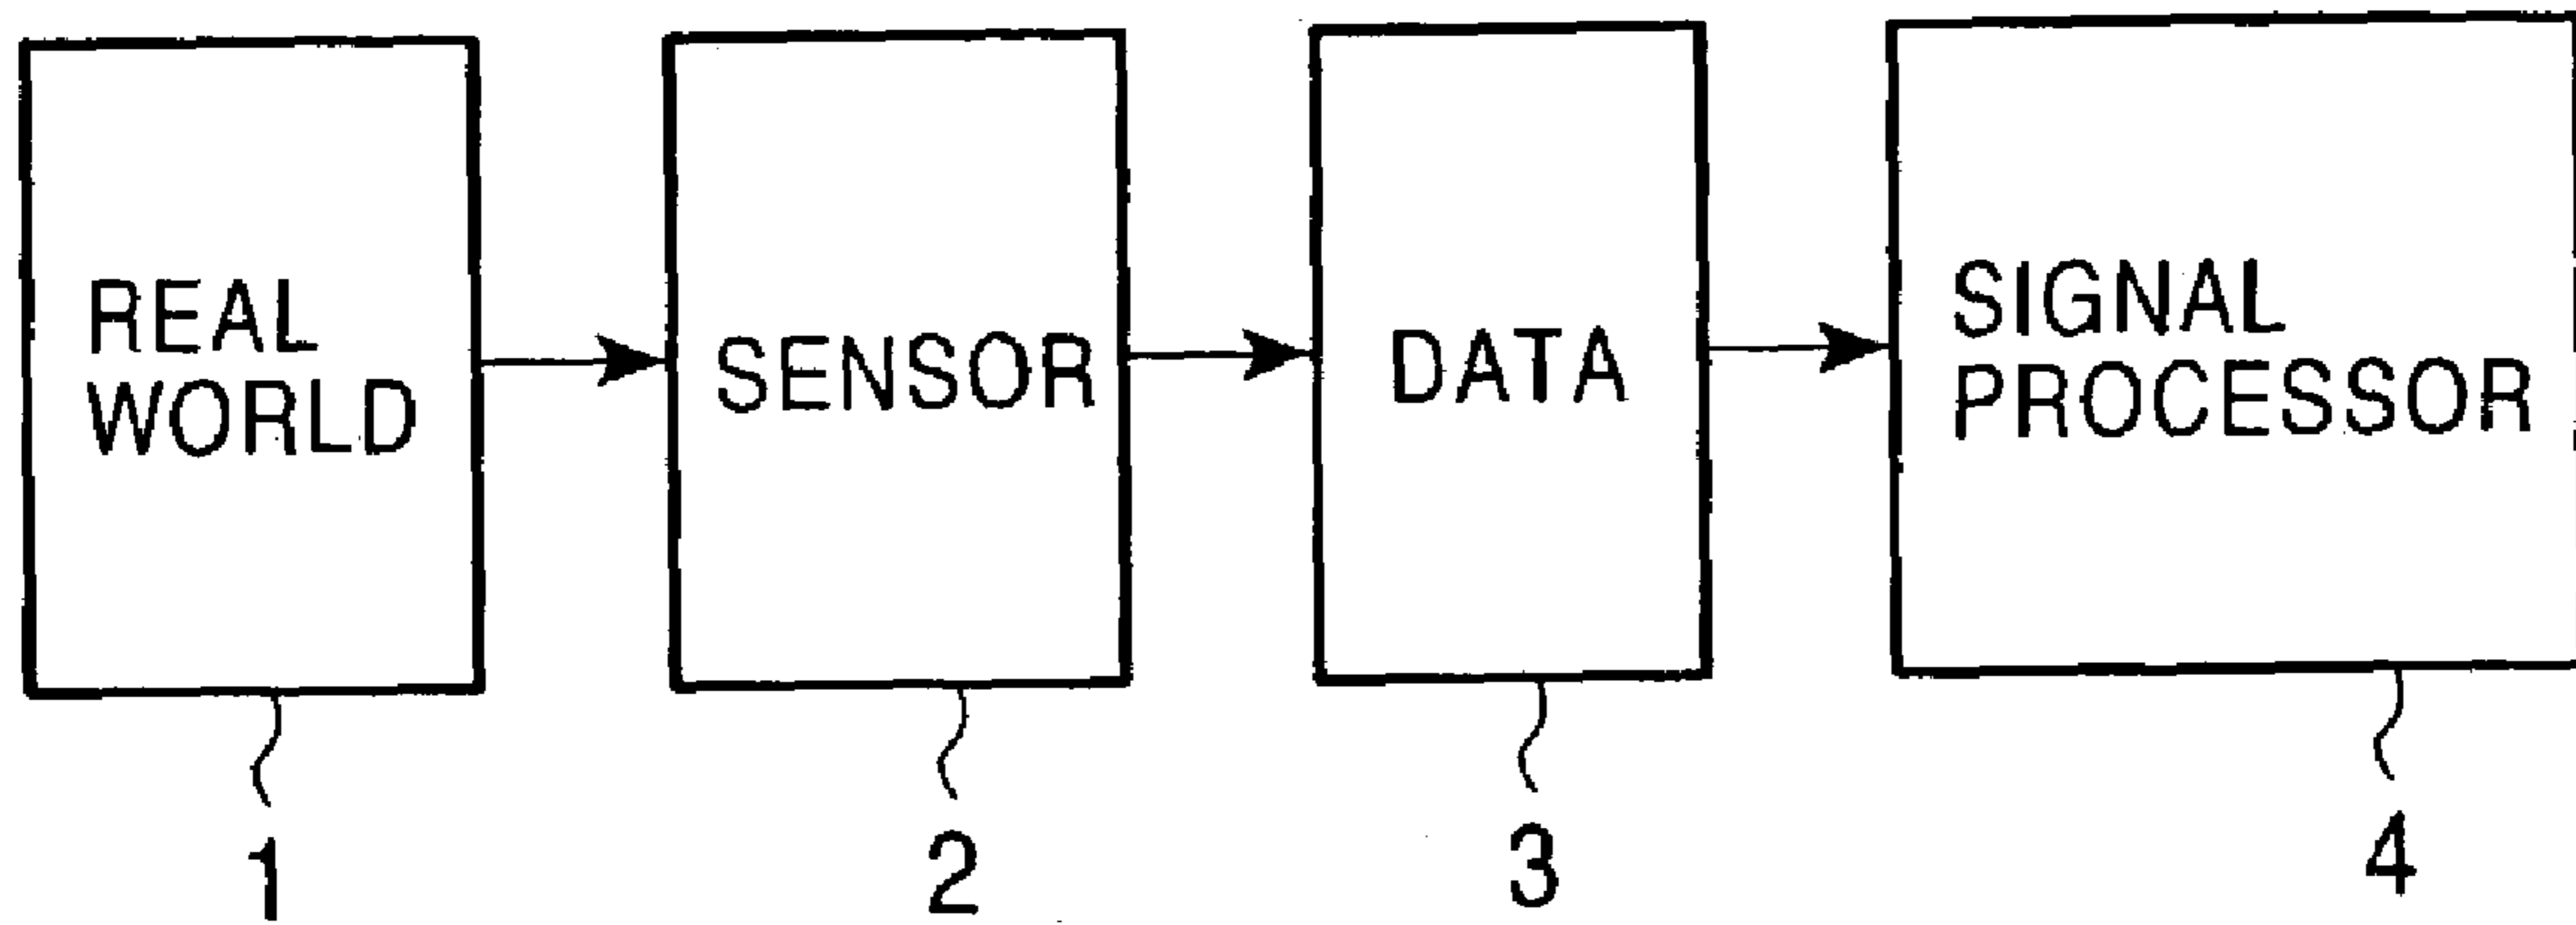 REAL
WORLD
SENSOR
DATA
SIGNAL
PROCESSOR
1
2
3
4